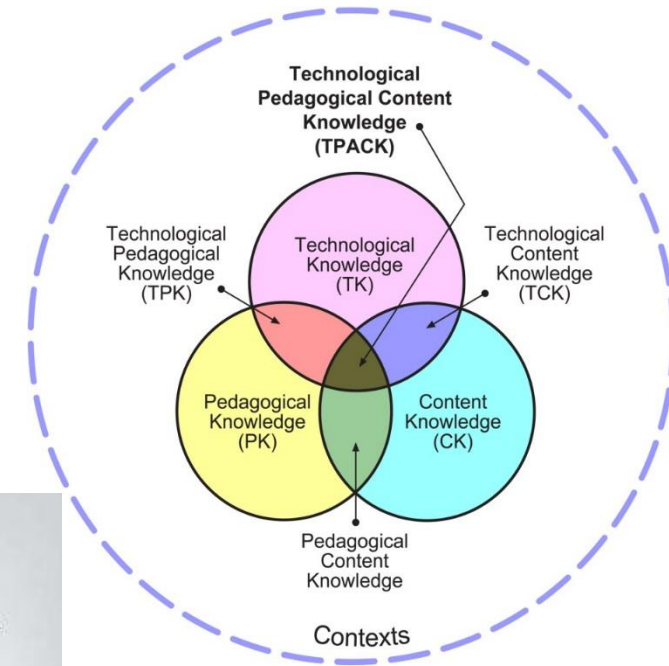 Technological
Pedagogical Content
Knowledge
(TPACK)
Technological
Pedagogical
Knowledge
(TPK)
Technological
Knowledge
(TK)
Technological
Content
Knowledge
(TCK)
Pedagogical
Knowledge
(PK)
Content
Knowledge
(CK)
Pedagogical
Content
Knowledge
Contexts